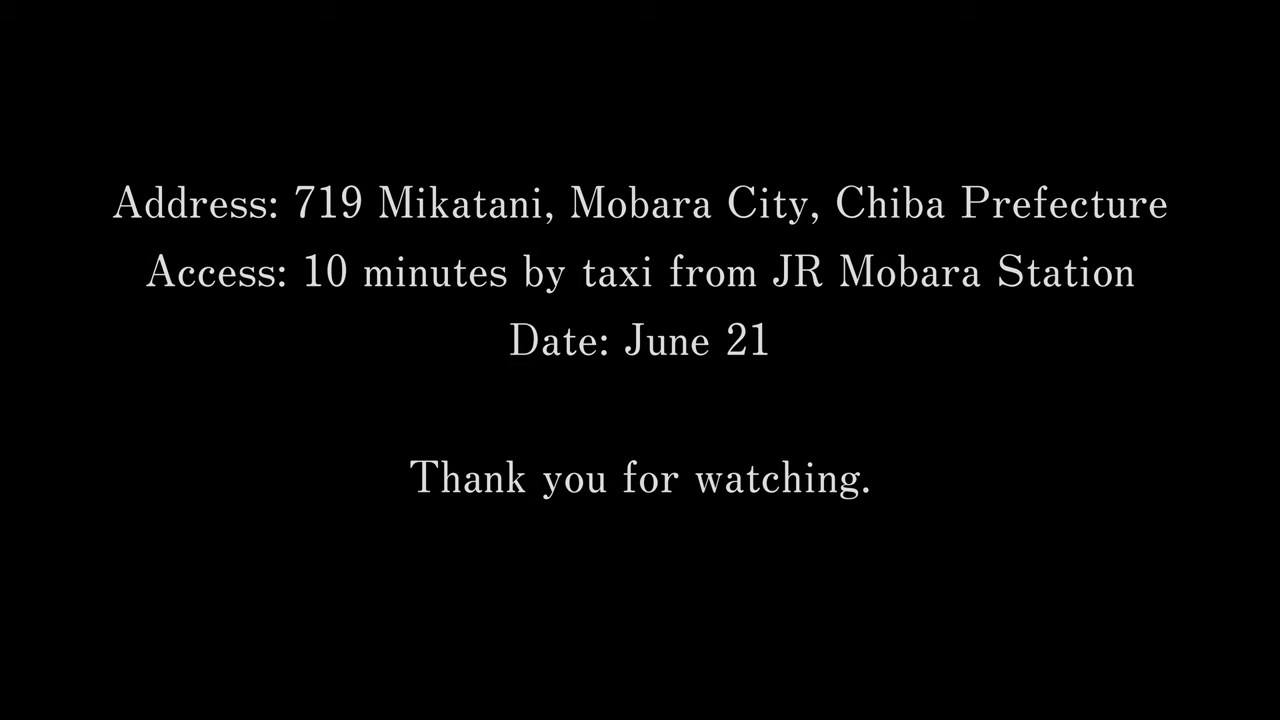 Address: 719 Mikatani, Mobara City, Chiba Prefecture
Access: 10 minutes by taxi from JR Mobara Station
Date: June 21
Thank you for watching.